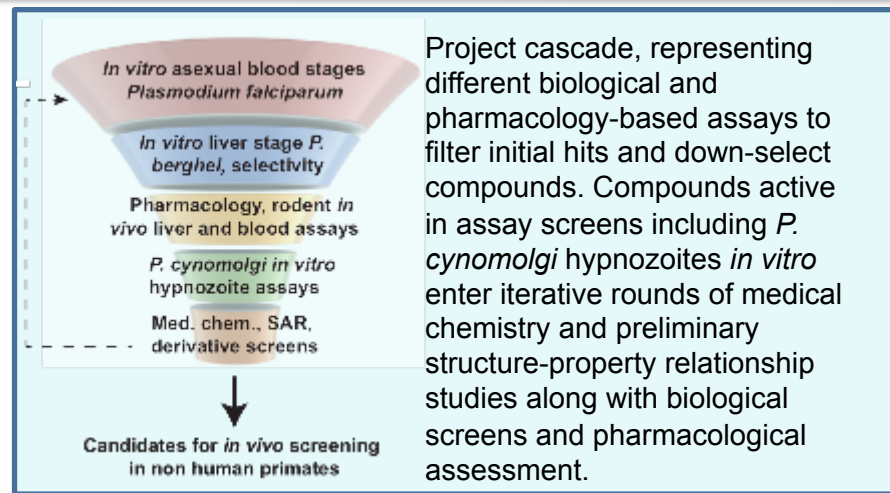 In vitro asexual blood stages
Plasmodium falciparum
In vitro liver stage P.
berghel, selectivity
Pharmacology, rodent in
vivo liver and blood assays
P. cynomolgi in vitro
hypnozoite assays
Med. chem., SAR,
derivative screens
Candidates for in vivo screening
in non human primates
Project cascade, representing
different biological and
pharmacology-based assays to
filter initial hits and down-select
compounds. Compounds active
in assay screens including P.
cynomolgi hypnozoites in vitro
enter iterative rounds of medical
chemistry and preliminary
structure-property relationship
studies along with biological
screens and pharmacological
assessment.